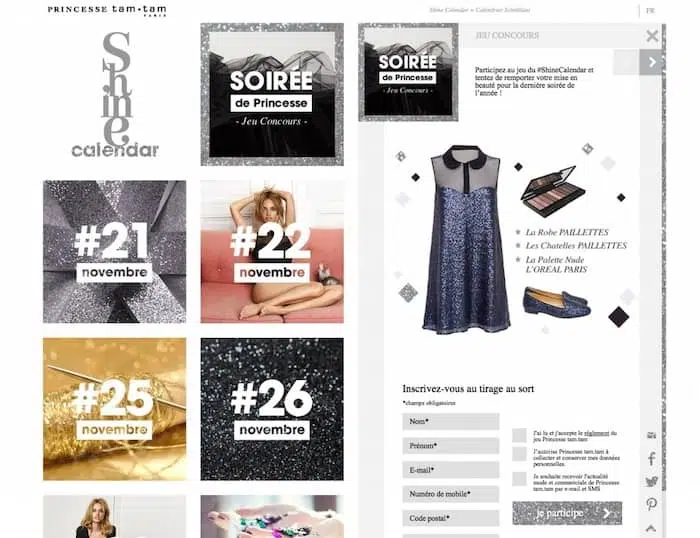 PRINCESSE tam·tam
PARIS
Shine Calendar = Calendrier Scintillant
FR
Shine
calendar
SOIRÉE
de Princesse
- Jeu Concours -
#21
novembre
#22
novembre
#25
novembre
#26
novembre
SOIRÉE
de Princesse
- Jeu Concours -
JEU CONCOURS
Participez au jeu du #ShineCalendar et
tentez de remporter votre mise en
beauté pour la dernière soirée de
l'année !
La Robe PAILLETTES
Les Chatelles PAILLETTES
La Palette Nude
L'ORÉAL PARIS
Inscrivez-vous au tirage au sort
*champs obligatoires
Nom*
Prénom*
E-mail*
Numéro de mobile*
Code postal*
J'ai lu et j'accepte le règlement du
jeu Princesse tam.tam
J'autorise Princesse tam.tam à
collecter et conserver mes données
personnelles
Je souhaite recevoir l'actualité
mode et commerciale de Princesse
tam.tam par e-mail et SMS
je participe